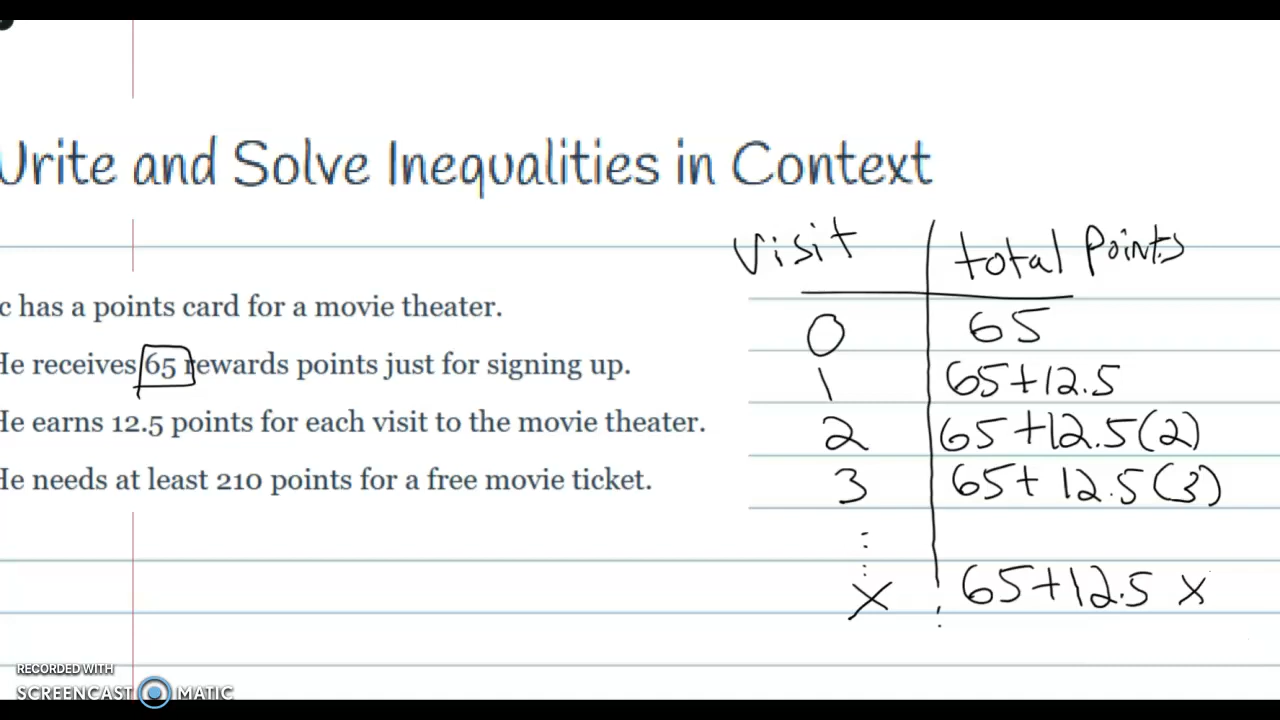 Write and Solve Inequalities in Context
Visit total Points
c has a points card for a movie theater.
0 65
He receives 65 rewards points just for signing up.
1 65+12.5
He earns 12.5 points for each visit to the movie theater.
2 65+12.5(2)
He needs at least 210 points for a free movie ticket.
3 65+ 12.5(3)
⋮
x 65+12.5 x
RECORDED WITH
SCREENCAST MATIC